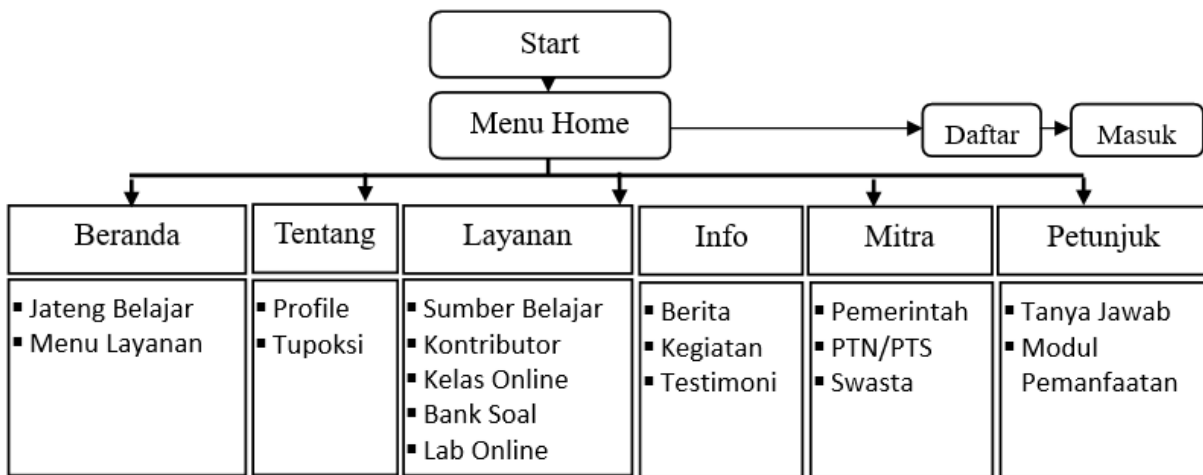 Start
Menu Home
Daftar
Masuk
Beranda
Tentang
Layanan
Info
Mitra
Petunjuk
▪ Jateng Belajar
▪ Menu Layanan
▪ Profile
▪ Tupoksi
▪ Sumber Belajar
▪ Kontributor
▪ Kelas Online
▪ Bank Soal
▪ Lab Online
▪ Berita
▪ Kegiatan
▪ Testimoni
▪ Pemerintah
▪ PTN/PTS
▪ Swasta
▪ Tanya Jawab
▪ Modul
Pemanfaatan